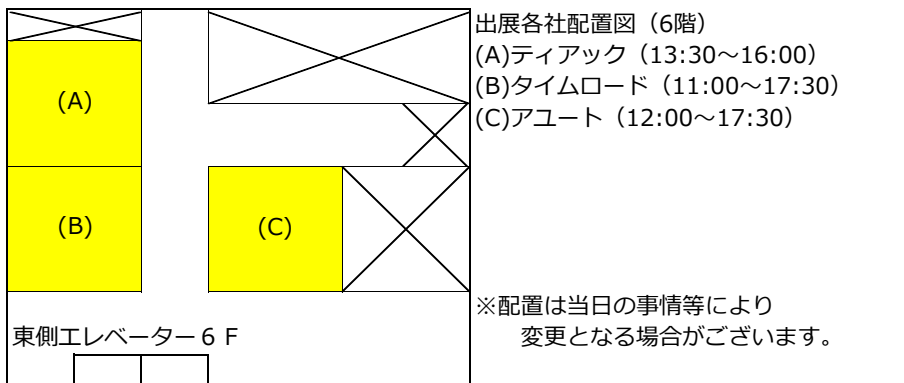 出展各社配置図（6階）
(A)ティアック（13:30～16:00）
(B)タイムロード（11:00～17:30）
(C)アユート（12:00～17:30）
(A)
(B)
(C)
※配置は当日の事情等により
変更となる場合がございます。
東側エレベーター６Ｆ